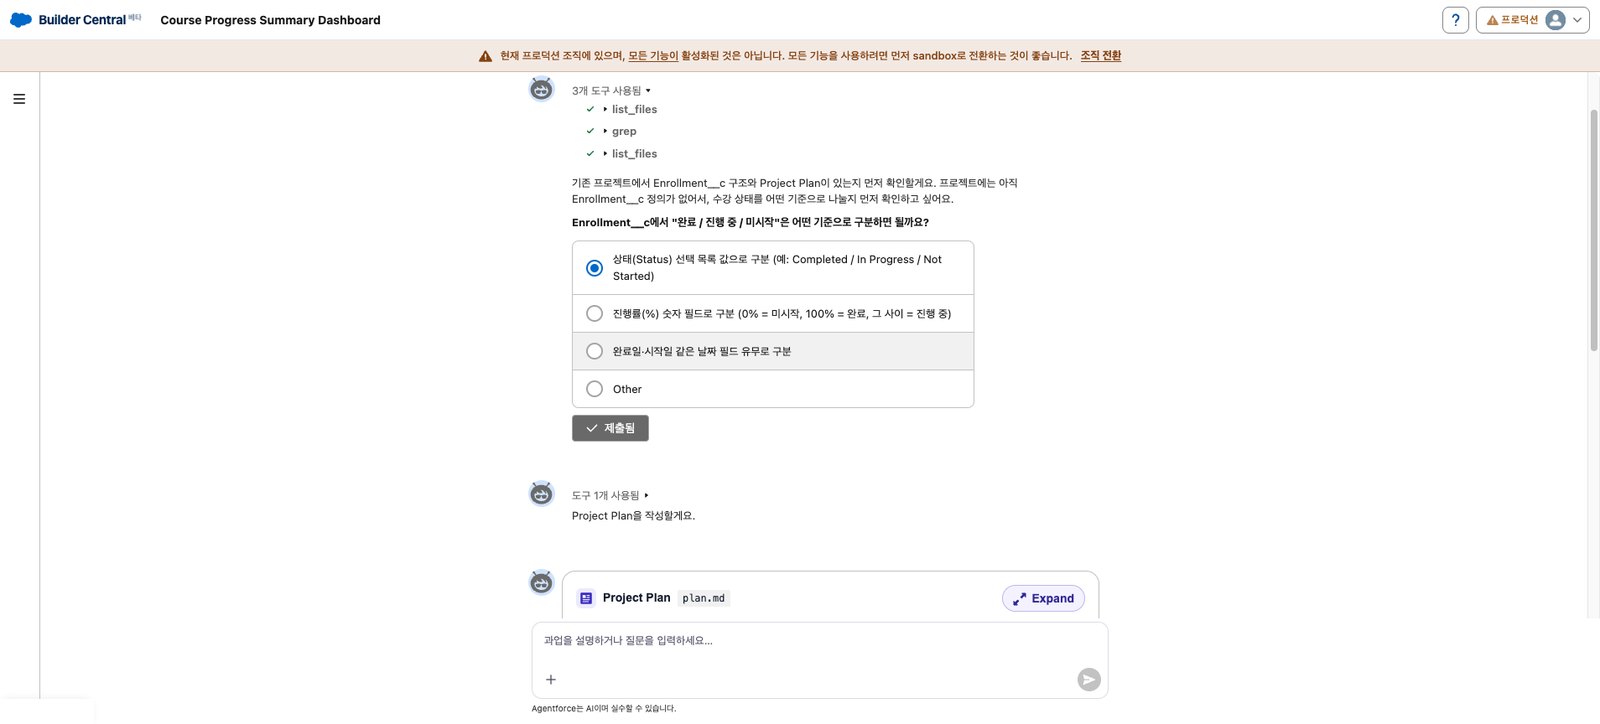 Builder Central 베타
Course Progress Summary Dashboard
?
프로덕션
현재 프로덕션 조직에 있으며, 모든 기능이 활성화된 것은 아닙니다. 모든 기능을 사용하려면 먼저 sandbox로 전환하는 것이 좋습니다. 조직 전환
3개 도구 사용됨
list_files
grep
list_files
기존 프로젝트에서 Enrollment__c 구조와 Project Plan이 있는지 먼저 확인할게요. 프로젝트에는 아직
Enrollment__c 정의가 없어서, 수강 상태를 어떤 기준으로 나눌지 먼저 확인하고 싶어요.
Enrollment__c에서 "완료 / 진행 중 / 미시작"은 어떤 기준으로 구분하면 될까요?
상태(Status) 선택 목록 값으로 구분 (예: Completed / In Progress / Not
Started)
진행률(%) 숫자 필드로 구분 (0% = 미시작, 100% = 완료, 그 사이 = 진행 중)
완료일·시작일 같은 날짜 필드 유무로 구분
Other
제출됨
도구 1개 사용됨
Project Plan을 작성할게요.
Project Plan plan.md
Expand
과업을 설명하거나 질문을 입력하세요...
Agentforce는 AI이며 실수할 수 있습니다.